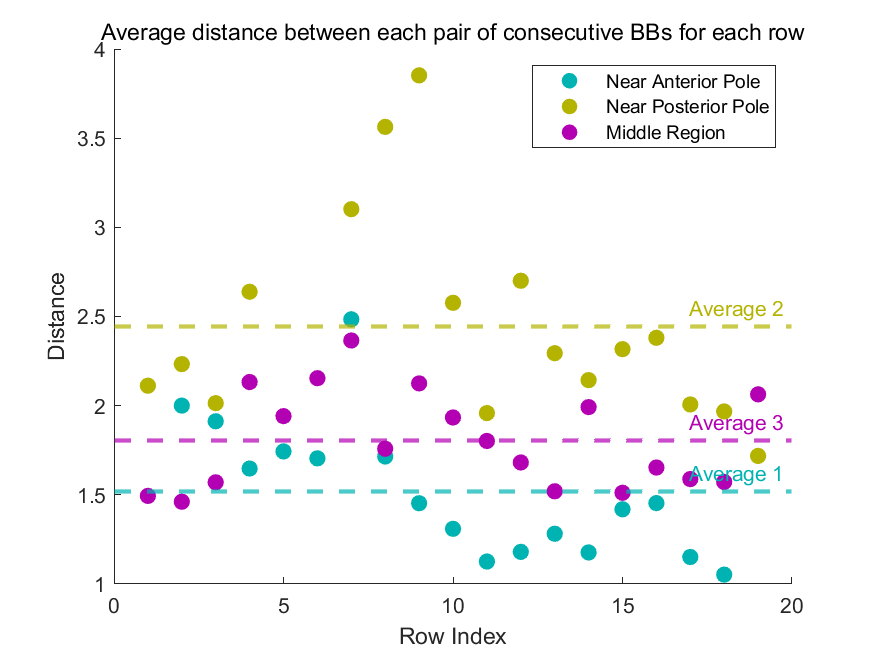 Average distance between each pair of consecutive BBs for each row
4
3.5
3
2.5
2
1.5
1
Distance
Near Anterior Pole
Near Posterior Pole
Middle Region
Average 2
Average 3
Average 1
0 5 10 15 20
Row Index